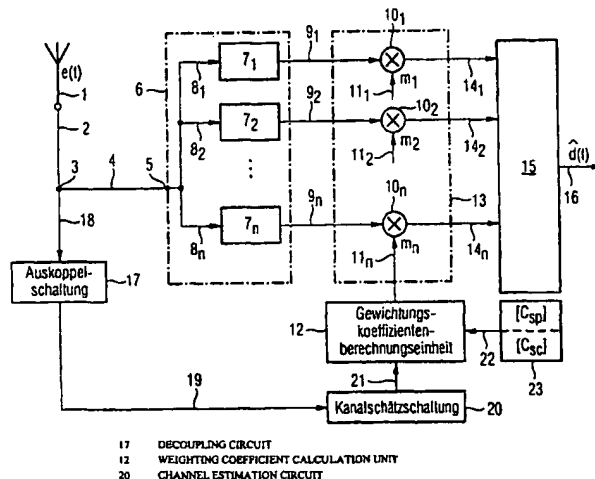 e(t)
1
2
3
4
5
6
7₁
7₂
⋮
7ₙ
8₁
8₂
8ₙ
9₁
9₂
9ₙ
10₁
10₂
10ₙ
11₁
11₂
11ₙ
m₁
m₂
mₙ
13
14₁
14₂
14ₙ
15
d̂(t)
16
18
Auskoppel-
schaltung
17
12
Gewichtungs-
koeffizienten-
berechnungseinheit
[C_sp]
[C_sc]
22
23
21
19
Kanalschätzschaltung
20
17 DECOUPLING CIRCUIT
12 WEIGHTING COEFFICIENT CALCULATION UNIT
20 CHANNEL ESTIMATION CIRCUIT